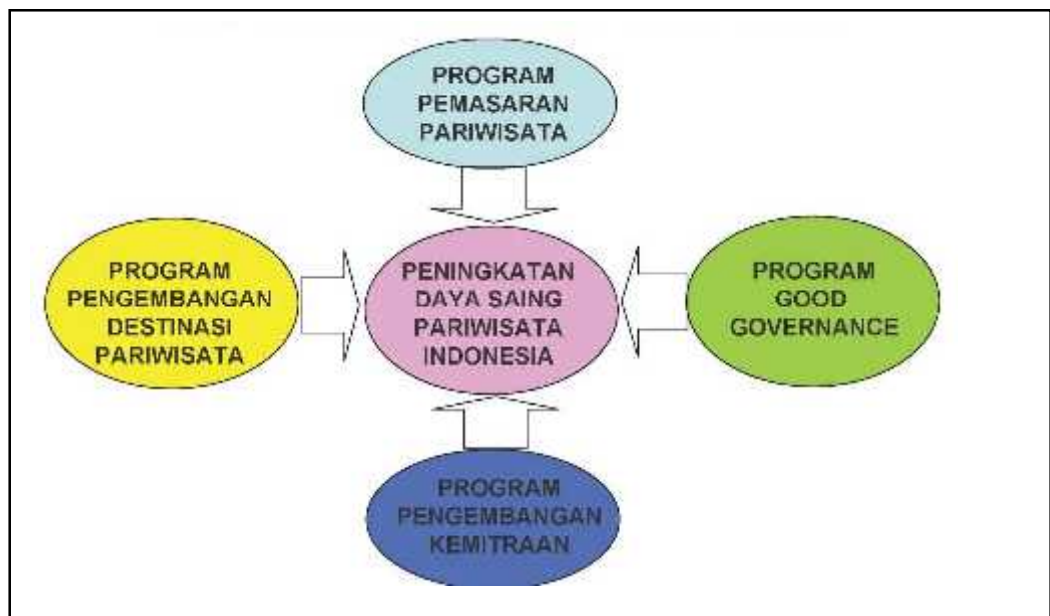 PROGRAM
PEMASARAN
PARIWISATA
PROGRAM
PENGEMBANGAN
DESTINASI
PARIWISATA
PENINGKATAN
DAYA SAING
PARIWISATA
INDONESIA
PROGRAM
GOOD
GOVERNANCE
PROGRAM
PENGEMBANGAN
KEMITRAAN